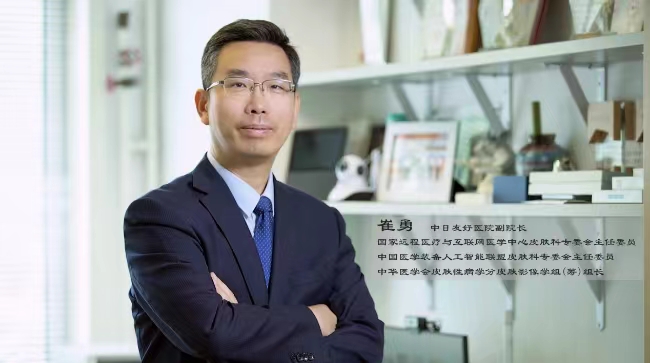 崔勇 中日友好医院副院长
国家远程医疗与互联网医学中心皮肤科专委会主任委员
中国医学装备人工智能联盟皮肤科专委会主任委员
中华医学会皮肤性病学分皮肤影像学组(筹)组长